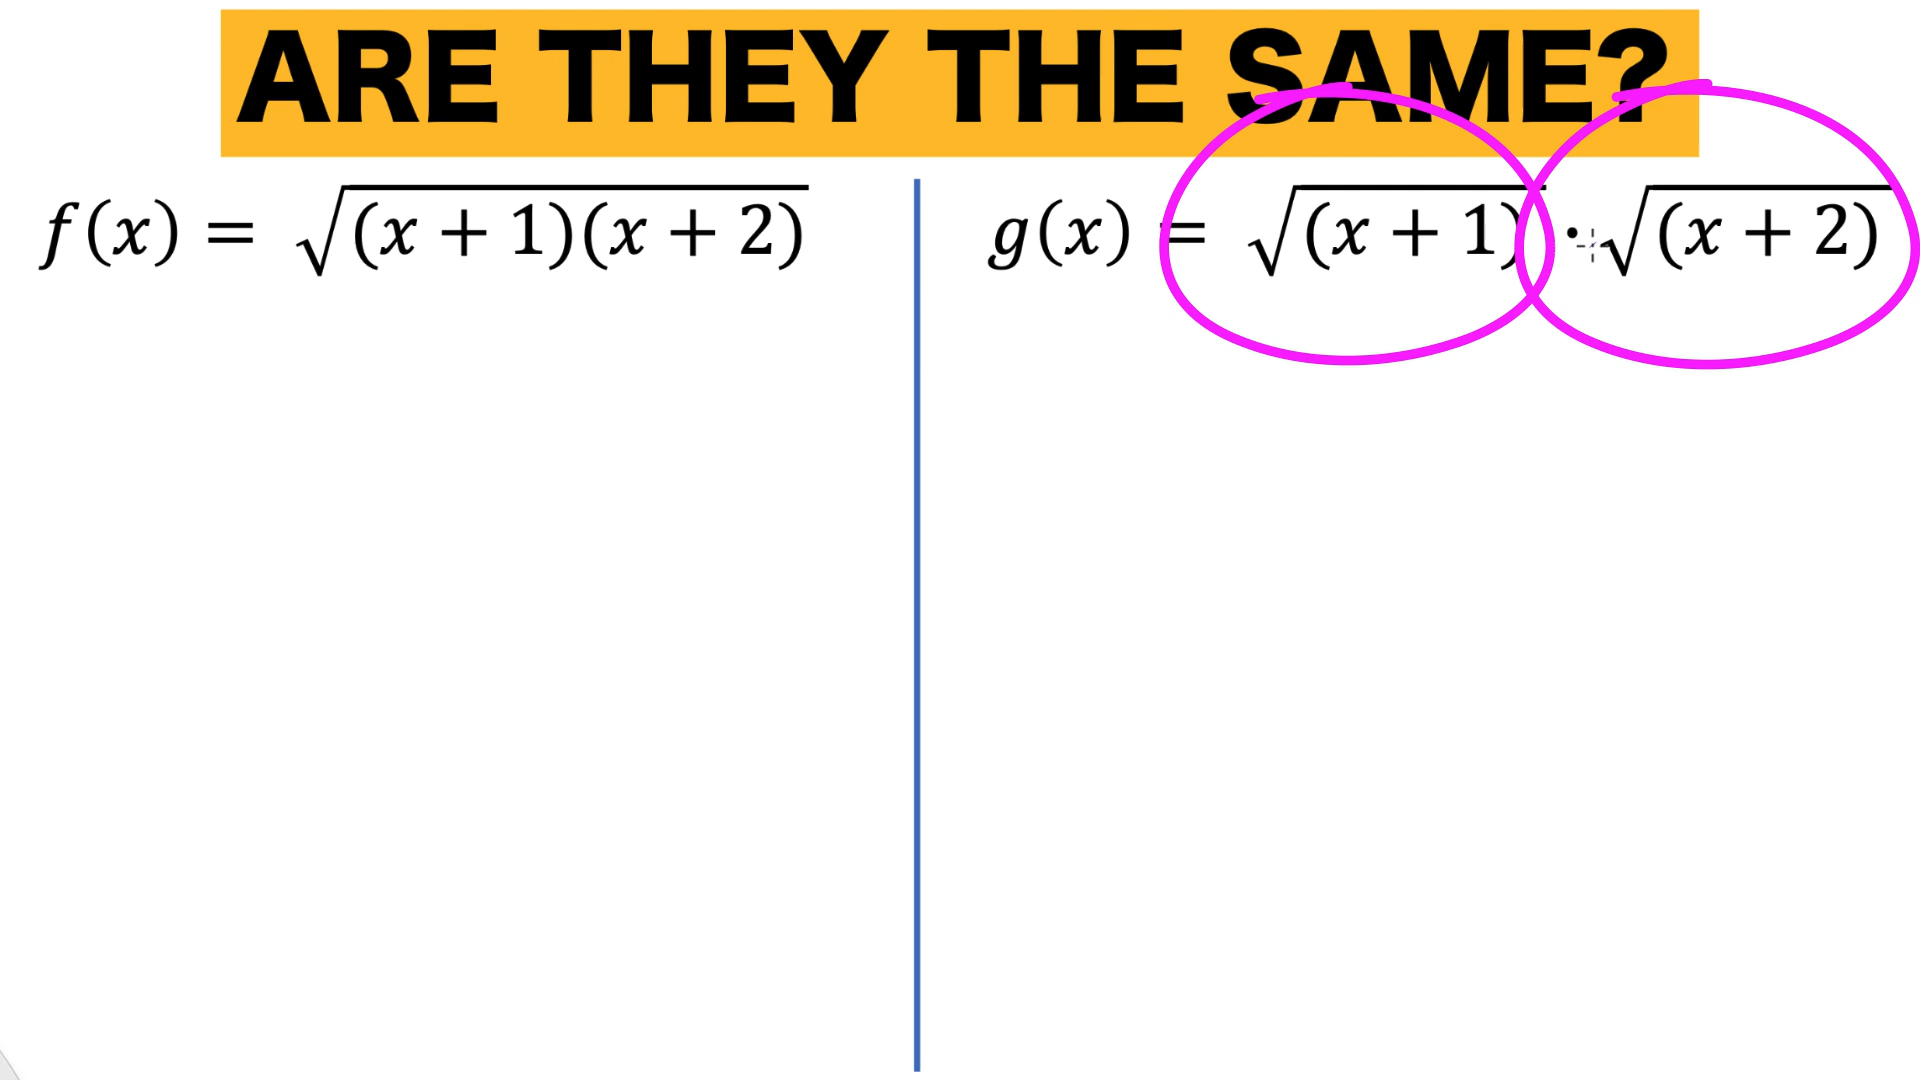 ARE THEY THE SAME?
f(x) = √(x + 1)(x + 2)
g(x) = √(x + 1) · √(x + 2)